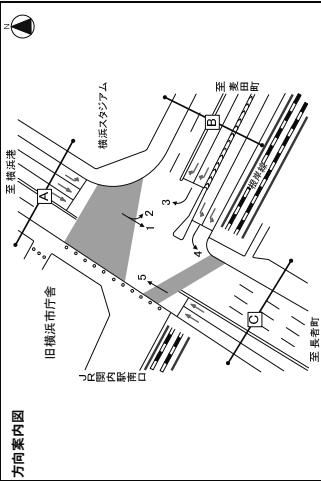 方向案内図
N
至 横浜港
A
横浜スタジアム
旧横浜市庁舎
B
至 麦田町
根岸線
1
2
3
4
5
JR関内駅南口
C
至 長者町